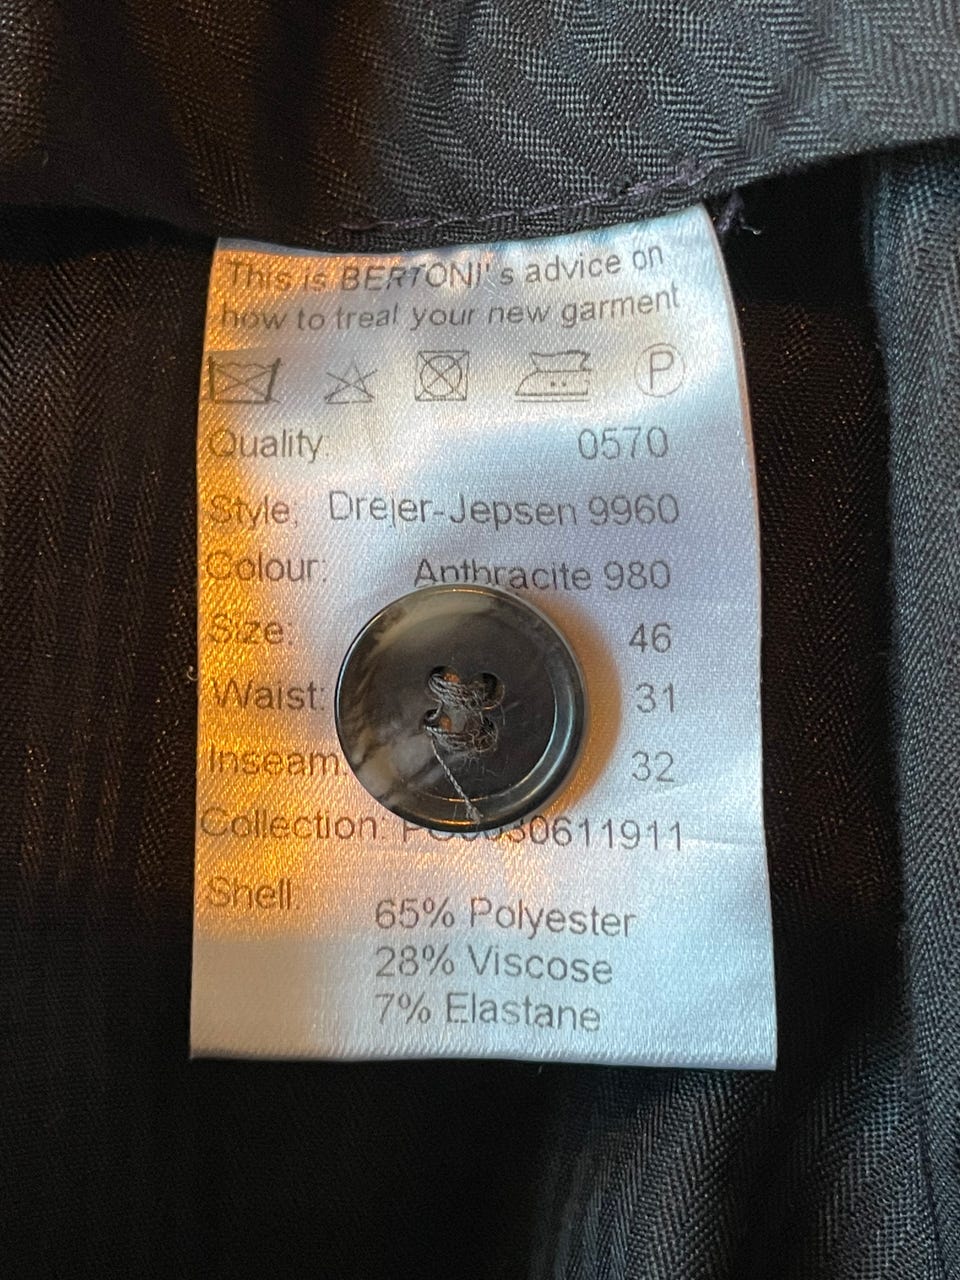 This is BERTONI's advice on
how to treat your new garment
P
Quality: 0570
Style: Drejer-Jepsen 9960
Colour: Anthracite 980
Size: 46
Waist: 31
Inseam: 32
Collection: 30611911
Shell:
65% Polyester
28% Viscose
7% Elastane